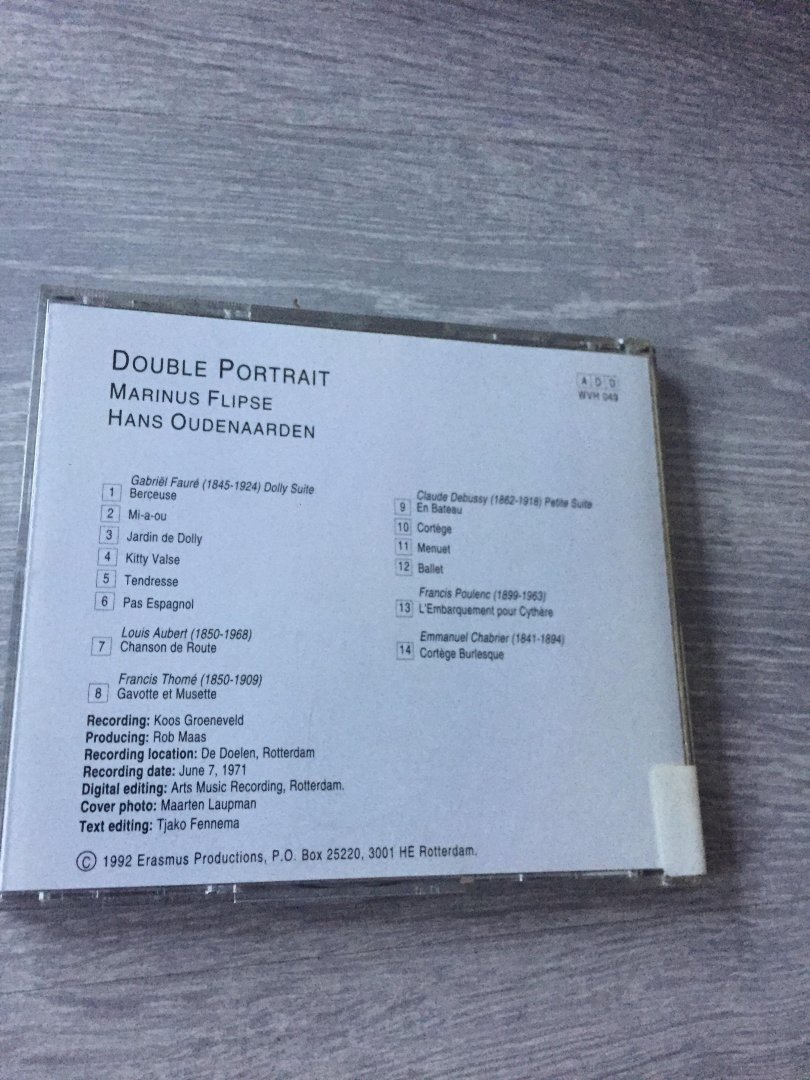 DOUBLE PORTRAIT
MARINUS FLIPSE
HANS OUDENAARDEN
A D D
WVH 049
Gabriël Fauré (1845-1924) Dolly Suite
1 Berceuse
2 Mi-a-ou
3 Jardin de Dolly
4 Kitty Valse
5 Tendresse
6 Pas Espagnol
Louis Aubert (1850-1968)
7 Chanson de Route
Francis Thomé (1850-1909)
8 Gavotte et Musette
Claude Debussy (1862-1918) Petite Suite
9 En Bateau
10 Cortège
11 Menuet
12 Ballet
Francis Poulenc (1899-1963)
13 L'Embarquement pour Cythère
Emmanuel Chabrier (1841-1894)
14 Cortège Burlesque
Recording: Koos Groeneveld
Producing: Rob Maas
Recording location: De Doelen, Rotterdam
Recording date: June 7, 1971
Digital editing: Arts Music Recording, Rotterdam.
Cover photo: Maarten Laupman
Text editing: Tjako Fennema
© 1992 Erasmus Productions, P.O. Box 25220, 3001 HE Rotterdam.